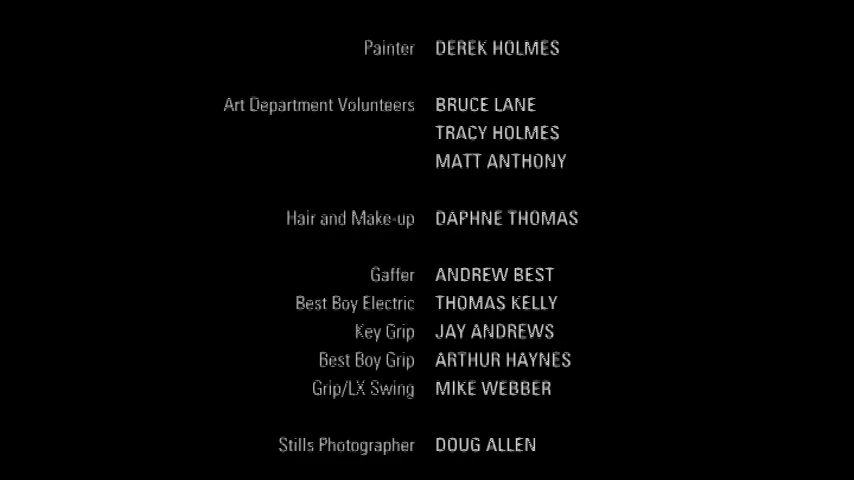 Painter DEREK HOLMES
Art Department Volunteers BRUCE LANE
TRACY HOLMES
MATT ANTHONY
Hair and Make-up DAPHNE THOMAS
Gaffer ANDREW BEST
Best Boy Electric THOMAS KELLY
Key Grip JAY ANDREWS
Best Boy Grip ARTHUR HAYNES
Grip/LX Swing MIKE WEBBER
Stills Photographer DOUG ALLEN